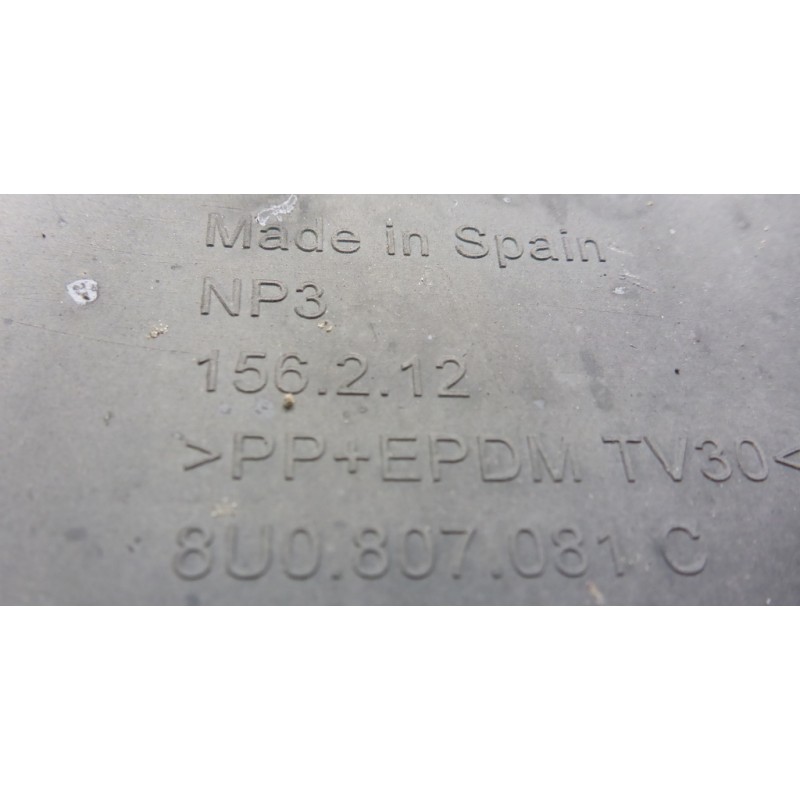 Made in Spain
NP3
156.2.12
>PP+EPDM TV30<
8U0.807.081 C